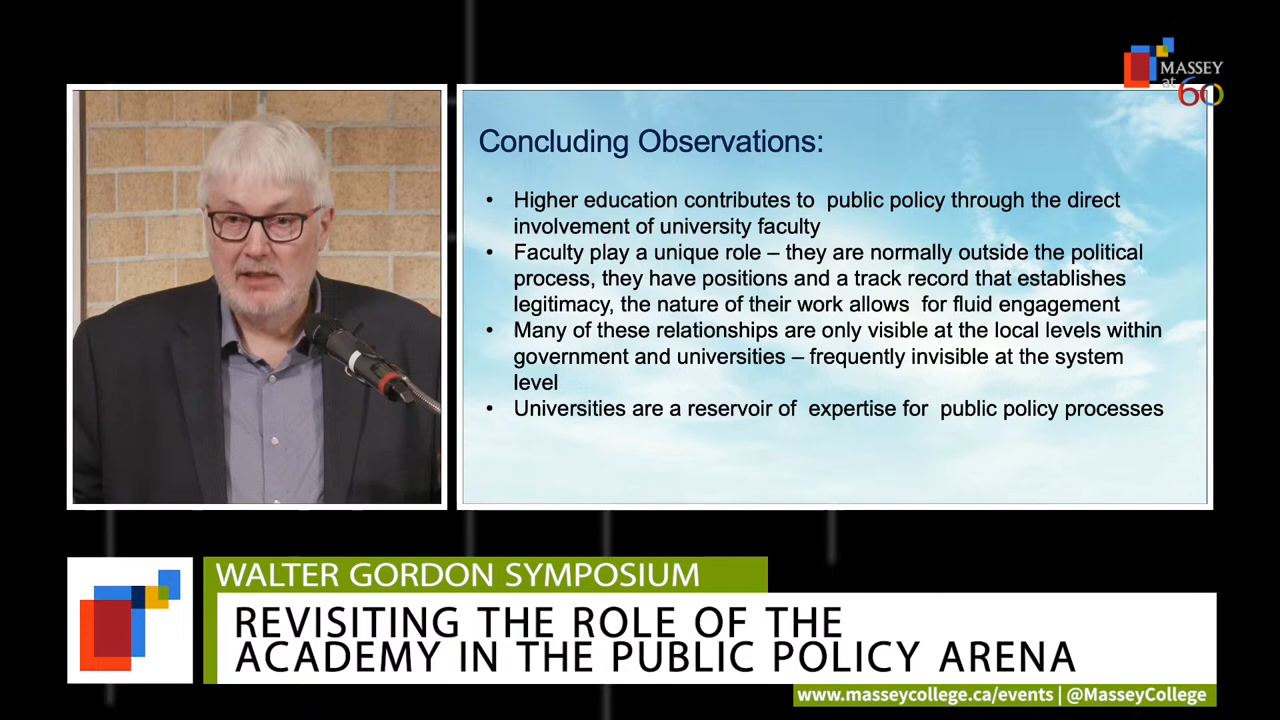 MASSEY
at 60
Concluding Observations:
• Higher education contributes to public policy through the direct
involvement of university faculty
• Faculty play a unique role – they are normally outside the political
process, they have positions and a track record that establishes
legitimacy, the nature of their work allows for fluid engagement
• Many of these relationships are only visible at the local levels within
government and universities – frequently invisible at the system
level
• Universities are a reservoir of expertise for public policy processes
WALTER GORDON SYMPOSIUM
REVISITING THE ROLE OF THE
ACADEMY IN THE PUBLIC POLICY ARENA
www.masseycollege.ca/events | @MasseyCollege